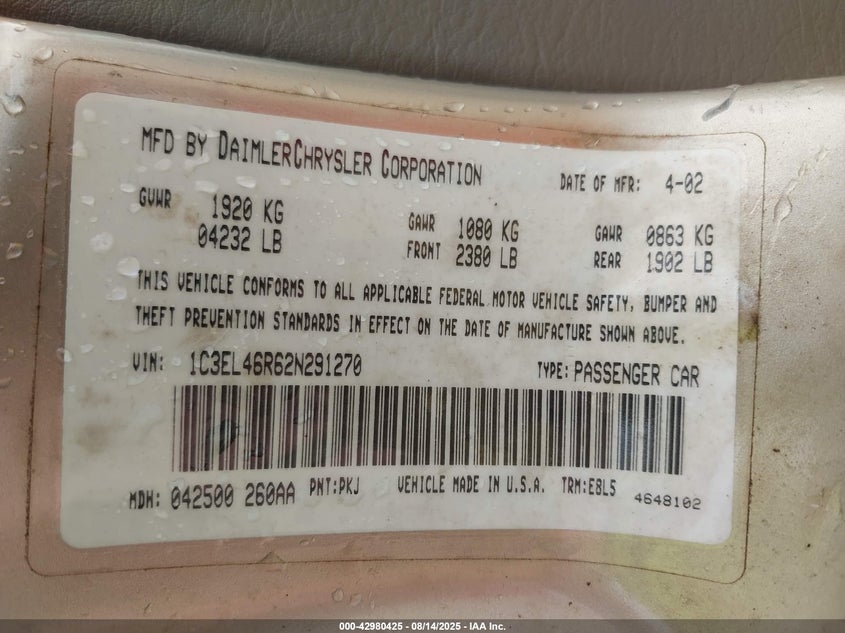 MFD BY DAIMLERCHRYSLER CORPORATION DATE OF MFR: 4-02
GVWR 1920 KG GAWR 1080 KG GAWR 0863 KG
04232 LB FRONT 2380 LB REAR 1902 LB
THIS VEHICLE CONFORMS TO ALL APPLICABLE FEDERAL MOTOR VEHICLE SAFETY, BUMPER AND
THEFT PREVENTION STANDARDS IN EFFECT ON THE DATE OF MANUFACTURE SHOWN ABOVE.
VIN: 1C3EL46R62N291270 TYPE: PASSENGER CAR
MDH: 042500 260AA PNT:PKJ VEHICLE MADE IN U.S.A. TRM:E8L5 4648102
000-42980425 - 08/14/2025 - IAA Inc.